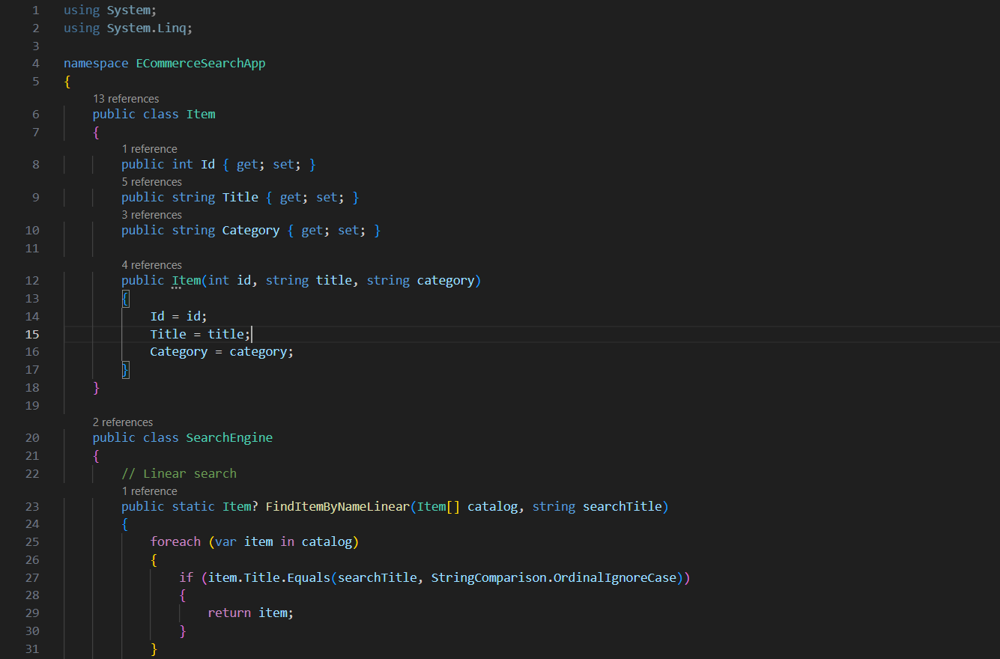 1 using System;
2 using System.Linq;
3
4 namespace ECommerceSearchApp
5 {
13 references
6 public class Item
7 {
1 reference
8 public int Id { get; set; }
5 references
9 public string Title { get; set; }
3 references
10 public string Category { get; set; }
11
4 references
12 public Item(int id, string title, string category)
13 {
14 Id = id;
15 Title = title;
16 Category = category;
17 }
18 }
19
2 references
20 public class SearchEngine
21 {
22 // Linear search
1 reference
23 public static Item? FindItemByNameLinear(Item[] catalog, string searchTitle)
24 {
25 foreach (var item in catalog)
26 {
27 if (item.Title.Equals(searchTitle, StringComparison.OrdinalIgnoreCase))
28 {
29 return item;
30 }
31 }